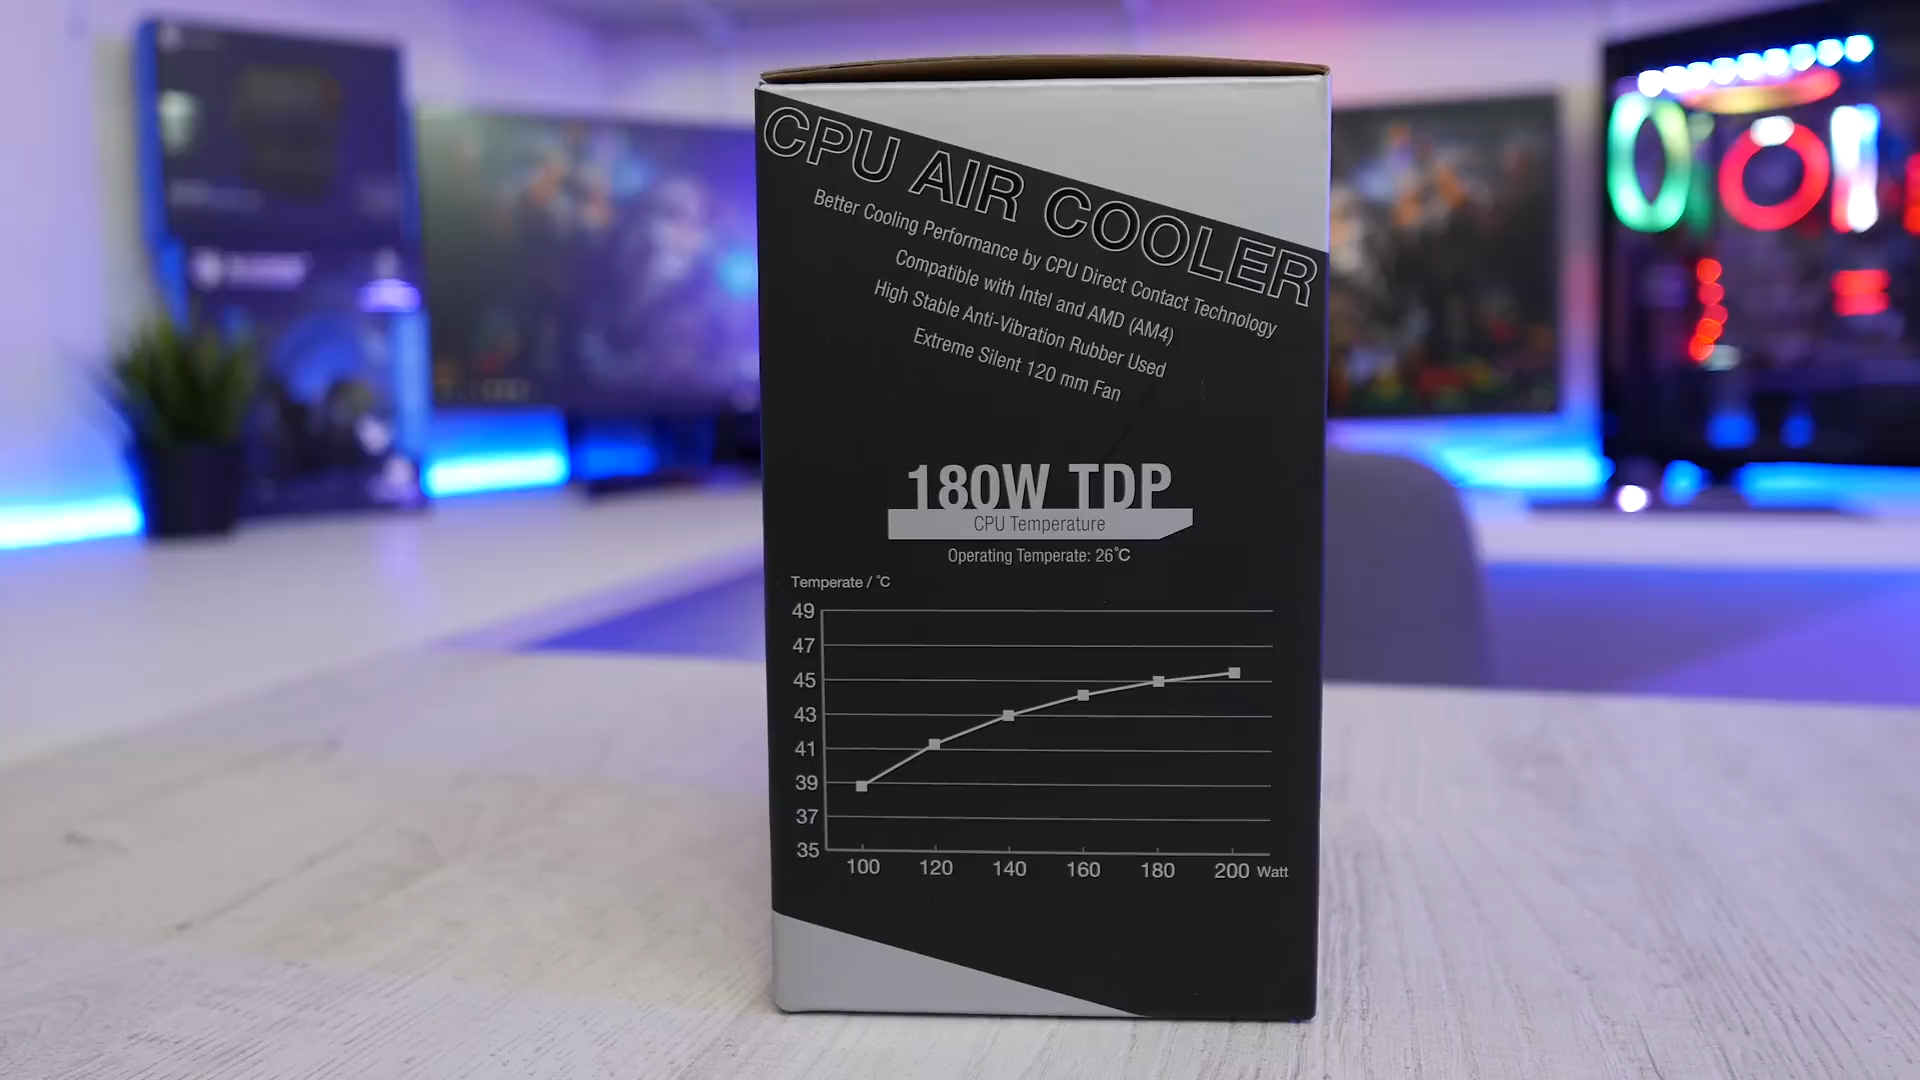 CPU AIR COOLER
Better Cooling Performance by CPU Direct Contact Technology
Compatible with Intel and AMD (AM4)
High Stable Anti-Vibration Rubber Used
Extreme Silent 120 mm Fan
180W TDP
CPU Temperature
Operating Temperate: 26°C
Temperate / °C
49
47
45
43
41
39
37
35
100 120 140 160 180 200 Watt